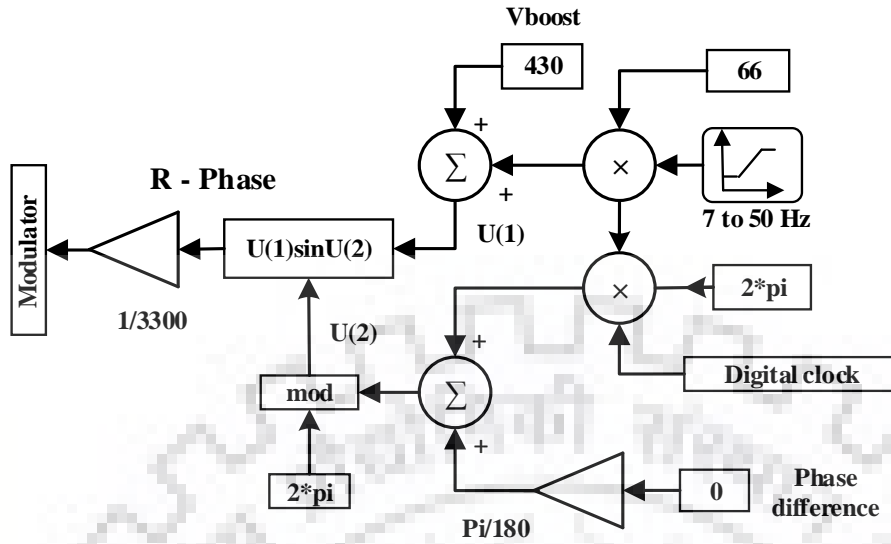 Vboost
430
66
+
Σ
+
×
7 to 50 Hz
R - Phase
Modulator
1/3300
U(1)sinU(2)
U(1)
×
2*pi
U(2)
+
Σ
+
mod
Digital clock
2*pi
Pi/180
0
Phase
difference